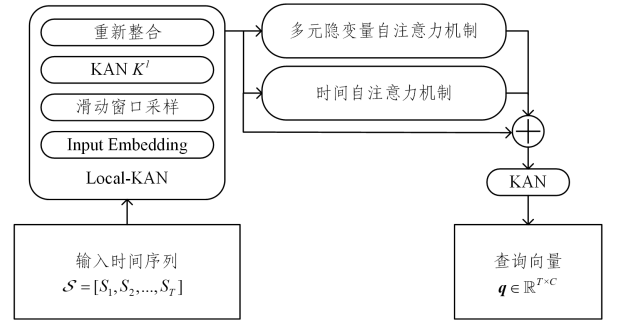 重新整合
KAN K^l
滑动窗口采样
Input Embedding
Local-KAN
多元隐变量自注意力机制
时间自注意力机制
KAN
输入时间序列
𝒮 = [S_1, S_2, ..., S_T]
查询向量
q ∈ ℝ^{T×C}